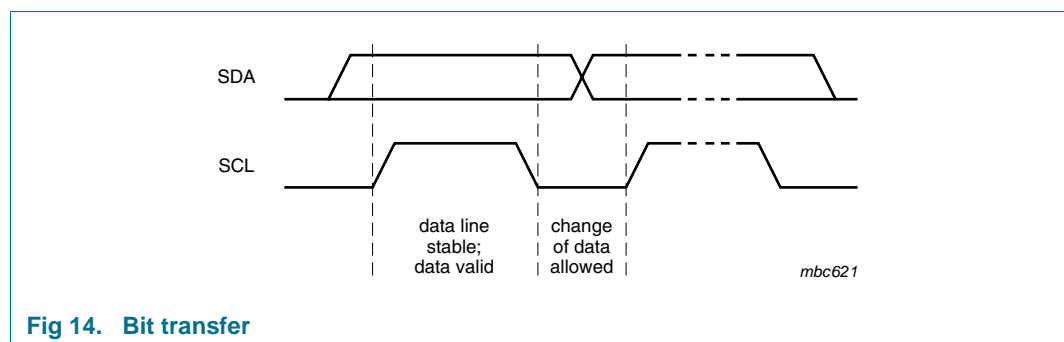 SDA
SCL
data line
stable;
data valid
change
of data
allowed
mbc621
Fig 14. Bit transfer